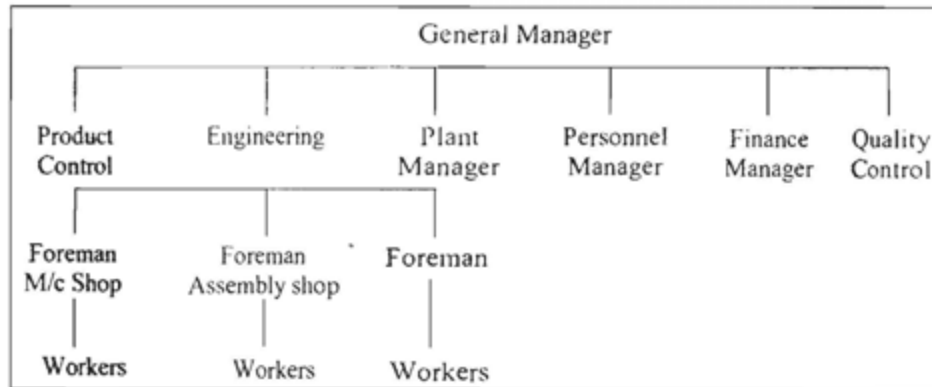 General Manager
Product Control
Engineering
Plant Manager
Personnel Manager
Finance Manager
Quality Control
Foreman M/c Shop
Foreman Assembly shop
Foreman
Workers
Workers
Workers